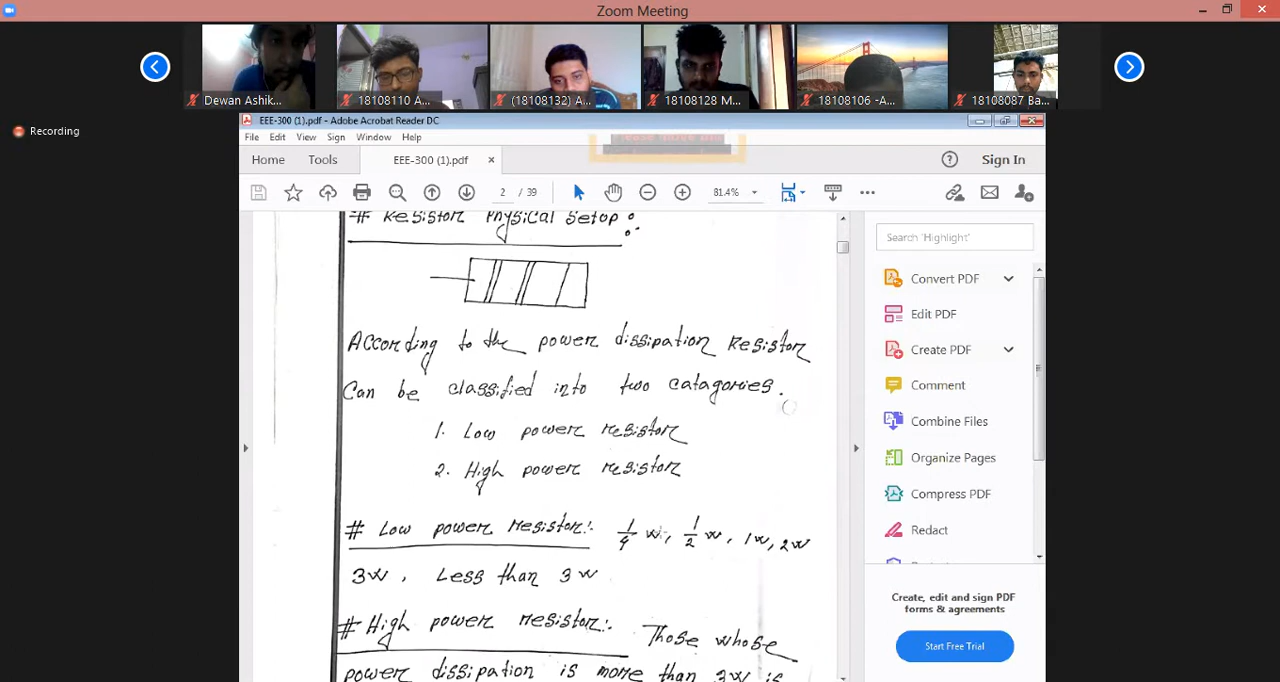 Zoom Meeting
Dewan Ashik...
18108110 A...
(18108132) A...
18108128 M...
18108106 -A...
18108087 Ba...
Recording
EEE-300 (1).pdf - Adobe Acrobat Reader DC
File Edit View Sign Window Help
Home Tools EEE-300 (1).pdf × Sign In
2 / 39 81.4%
# Resistor Physical Setup :-
According to the power dissipation Resistor
Can be classified into two catagories.
1. Low power resistor
2. High power resistor
# Low power resistor:- 1/4 w, 1/2 w, 1w, 2w
3w, Less than 3w
# High power resistor:- Those whose
power dissipation is more than 3w is
Search 'Highlight'
Convert PDF
Edit PDF
Create PDF
Comment
Combine Files
Organize Pages
Compress PDF
Redact
Create, edit and sign PDF
forms & agreements
Start Free Trial